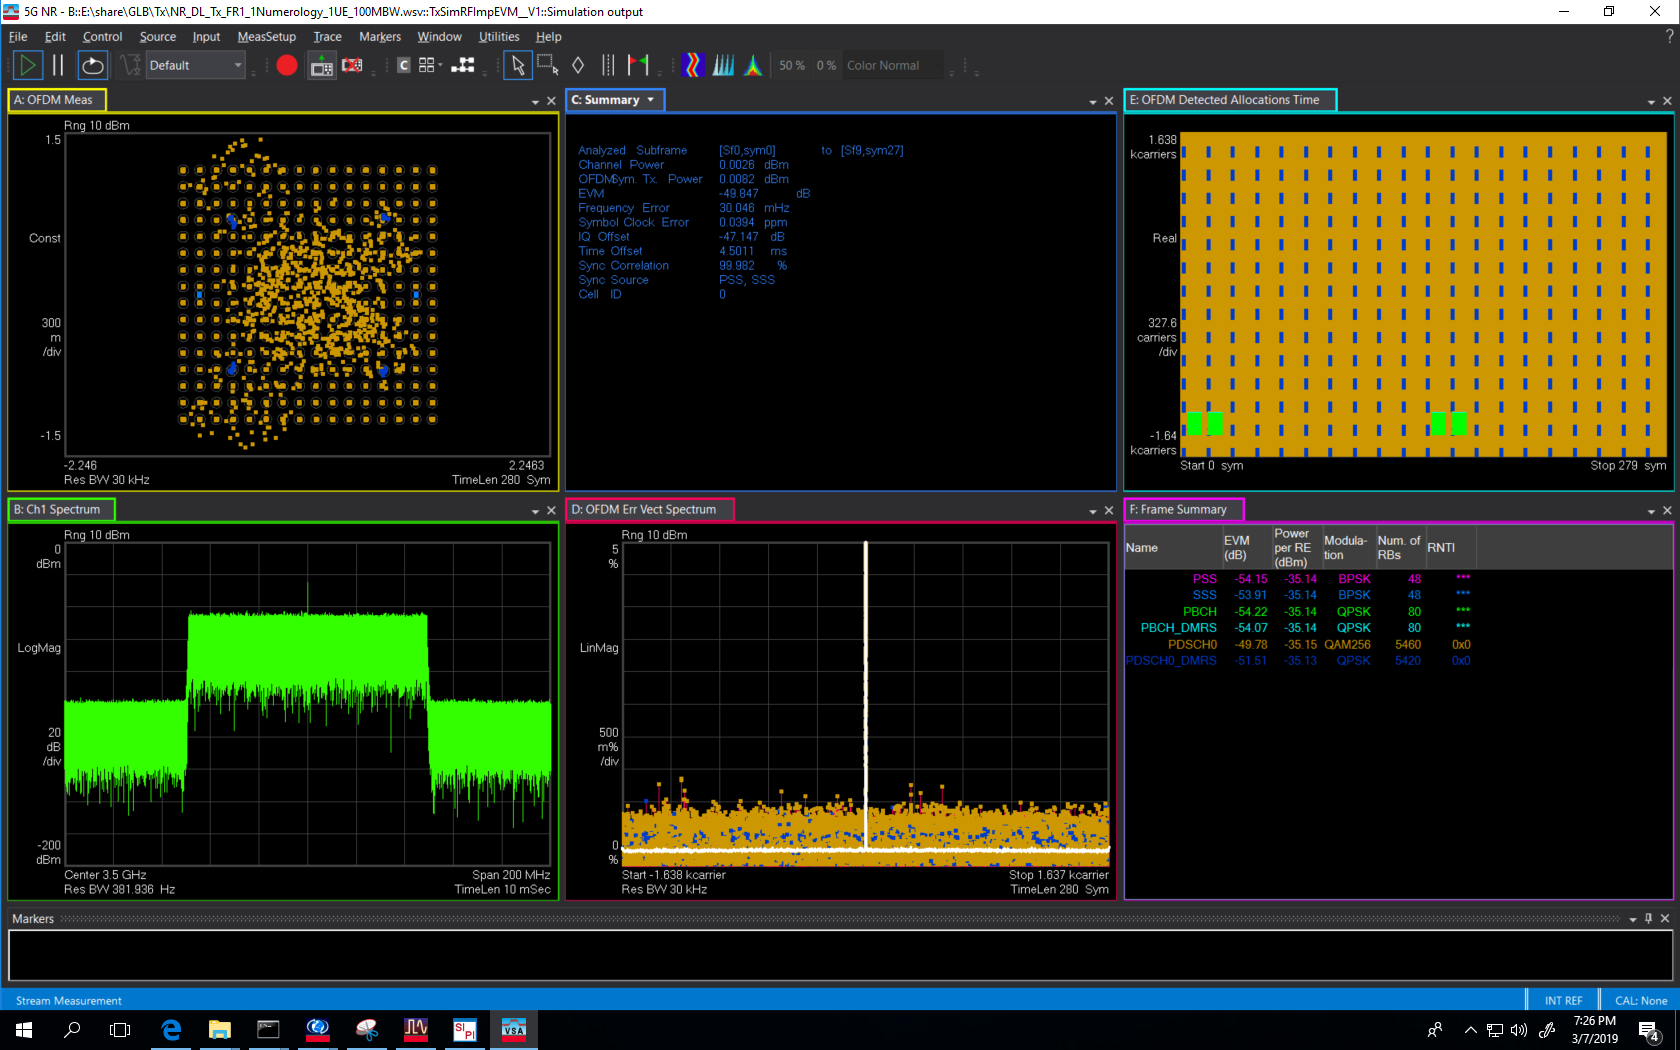 5G NR - B::E:\share\GLB\Tx\NR_DL_Tx_FR1_1Numerology_1UE_100MBW.wsv::TxSimRFImpEVM__V1::Simulation output
File Edit Control Source Input MeasSetup Trace Markers Window Utilities Help
Default
C
50 % 0 % Color Normal
A: OFDM Meas
Rng 10 dBm
1.5
Const
300
m
/div
-1.5
-2.246 2.2463
Res BW 30 kHz TimeLen 280 Sym
C: Summary
Analyzed Subframe [Sf0,sym0] to [Sf9,sym27]
Channel Power 0.0026 dBm
OFDMSym. Tx. Power 0.0082 dBm
EVM -49.847 dB
Frequency Error 30.046 mHz
Symbol Clock Error 0.0394 ppm
IQ Offset -47.147 dB
Time Offset 4.5011 ms
Sync Correlation 99.982 %
Sync Source PSS, SSS
Cell ID 0
E: OFDM Detected Allocations Time
1.638
kcarriers
Real
327.6
carriers
/div
-1.64
kcarriers
Start 0 sym Stop 279 sym
B: Ch1 Spectrum
Rng 10 dBm
0
dBm
LogMag
20
dB
/div
-200
dBm
Center 3.5 GHz Span 200 MHz
Res BW 381.936 Hz TimeLen 10 mSec
D: OFDM Err Vect Spectrum
Rng 10 dBm
5
%
LinMag
500
m%
/div
0
%
Start -1.638 kcarrier Stop 1.637 kcarrier
Res BW 30 kHz TimeLen 280 Sym
F: Frame Summary
Name EVM (dB) Power per RE (dBm) Modula-tion Num. of RBs RNTI
PSS -54.15 -35.14 BPSK 48 ***
SSS -53.91 -35.14 BPSK 48 ***
PBCH -54.22 -35.14 QPSK 80 ***
PBCH_DMRS -54.07 -35.14 QPSK 80 ***
PDSCH0 -49.78 -35.15 QAM256 5460 0x0
PDSCH0_DMRS -51.51 -35.13 QPSK 5420 0x0
Markers
Stream Measurement INT REF CAL: None
SI
PI
VSA
7:26 PM
3/7/2019
4